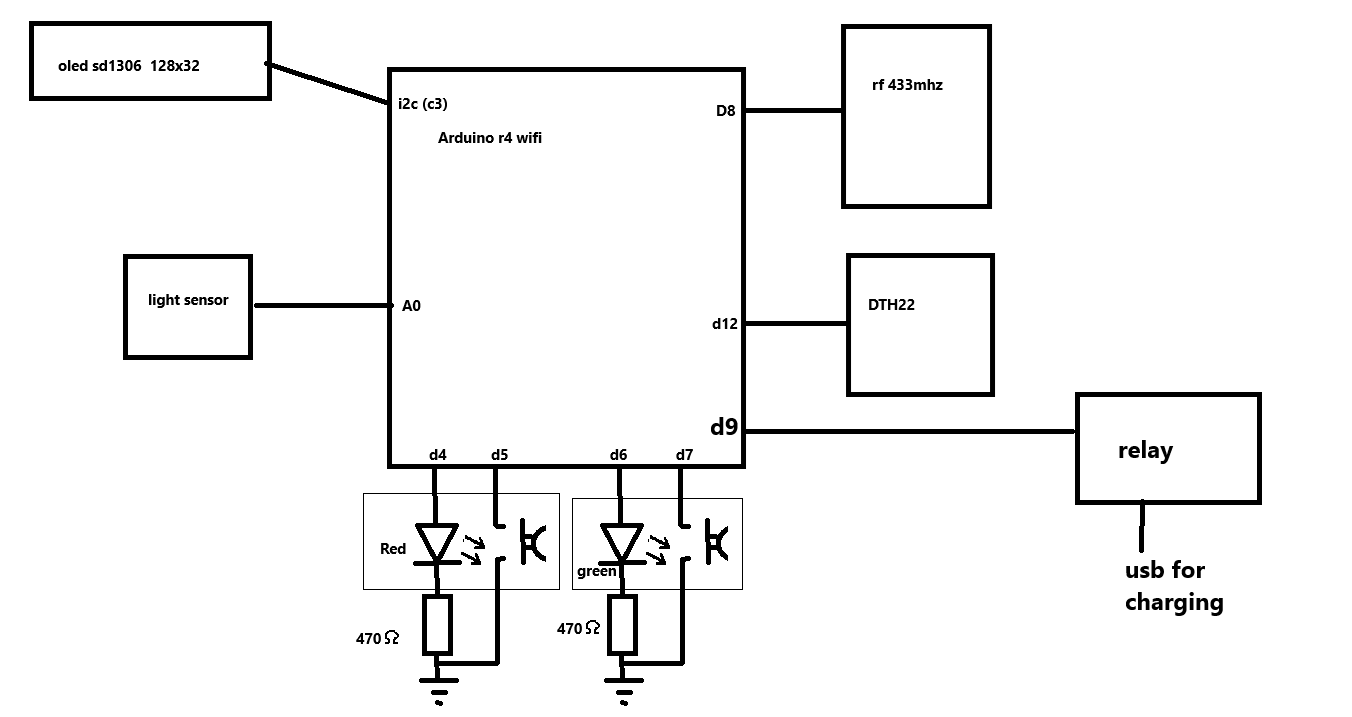 oled sd1306  128x32
i2c (c3)
Arduino r4 wifi
D8
rf 433mhz
light sensor
A0
d12
DTH22
d9
relay
d4
d5
d6
d7
Red
green
470 Ω
470 Ω
usb for
charging